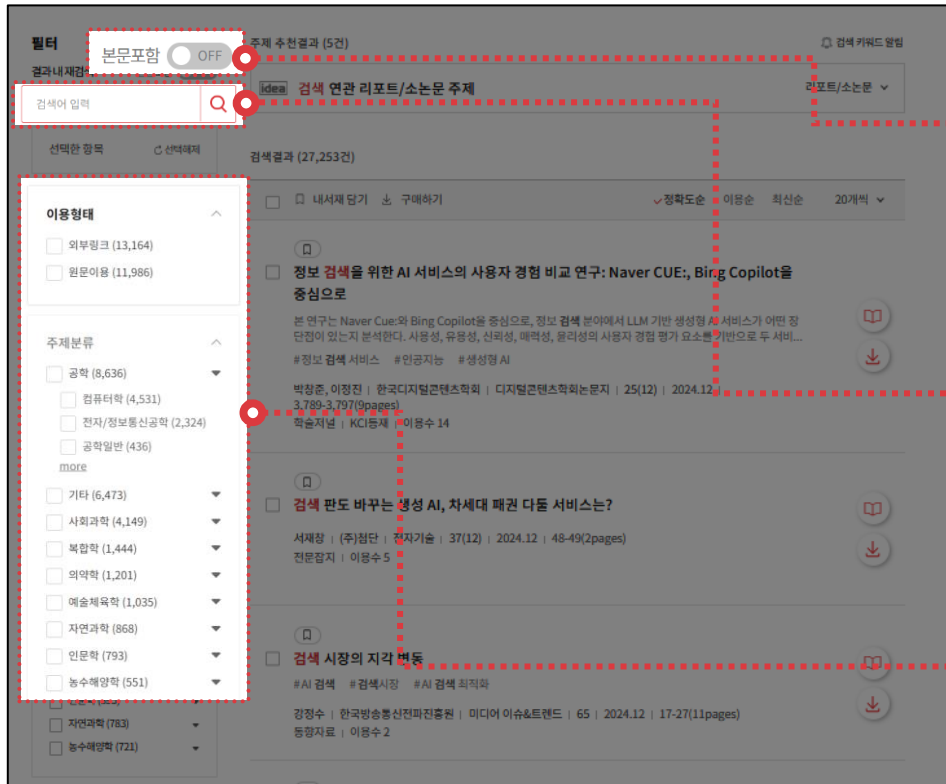 필터
본문포함 OFF
결과 내 재검
검색어 입력
선택한 항목 선택해제
이용형태
외부링크 (13,164)
원문이용 (11,986)
주제분류
공학 (8,636)
컴퓨터학 (4,531)
전자/정보통신공학 (2,324)
공학일반 (436)
more
기타 (6,473)
사회과학 (4,149)
복합학 (1,444)
의약학 (1,201)
예술체육학 (1,035)
자연과학 (868)
인문학 (793)
농수해양학 (551)
자연과학 (783)
농수해양학 (721)
주제 추천결과 (5건)
검색 키워드 알림
idea 검색 연관 리포트/소논문 주제
리포트/소논문
검색결과 (27,253건)
내서재 담기 구매하기
정확도순 이용순 최신순 20개씩
정보 검색을 위한 AI 서비스의 사용자 경험 비교 연구: Naver CUE:, Bing Copilot을
중심으로
본 연구는 Naver Cue:와 Bing Copilot을 중심으로, 정보 검색 분야에서 LLM 기반 생성형 AI 서비스가 어떤 장
단점이 있는지 분석한다. 사용성, 유용성, 신뢰성, 매력성, 윤리성의 사용자 경험 평가 요소를 기반으로 두 서비...
#정보 검색 서비스 #인공지능 #생성형 AI
박창준, 이정진 | 한국디지털콘텐츠학회 | 디지털콘텐츠학회논문지 | 25(12) | 2024.12 |
3,789-3,797(9pages)
학술저널 | KCI등재 | 이용수 14
검색 판도 바꾸는 생성 AI, 차세대 패권 다툴 서비스는?
서재창 | (주)첨단 | 전자기술 | 37(12) | 2024.12 | 48-49(2pages)
전문잡지 | 이용수 5
검색 시장의 지각 변동
#AI 검색 #검색시장 #AI 검색 최적화
강정수 | 한국방송통신전파진흥원 | 미디어 이슈&트렌드 | 65 | 2024.12 | 17-27(11pages)
동향자료 | 이용수 2